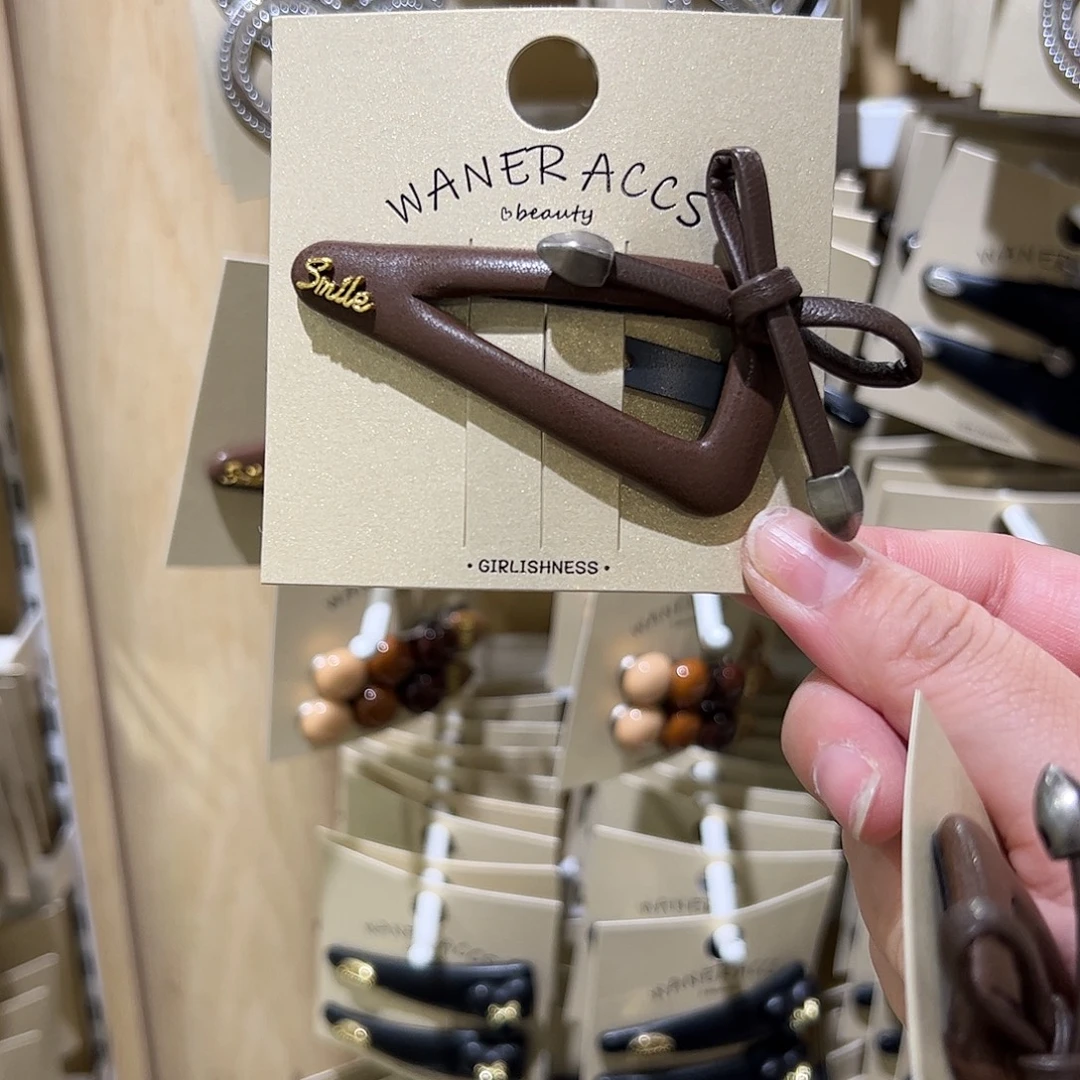 WANER ACCS
beauty
Smile
• GIRLISHNESS •